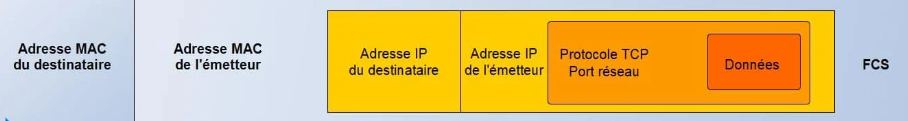 Adresse MAC
du destinataire
Adresse MAC
de l'émetteur
Adresse IP
du destinataire
Adresse IP
de l'émetteur
Protocole TCP
Port réseau
Données
FCS